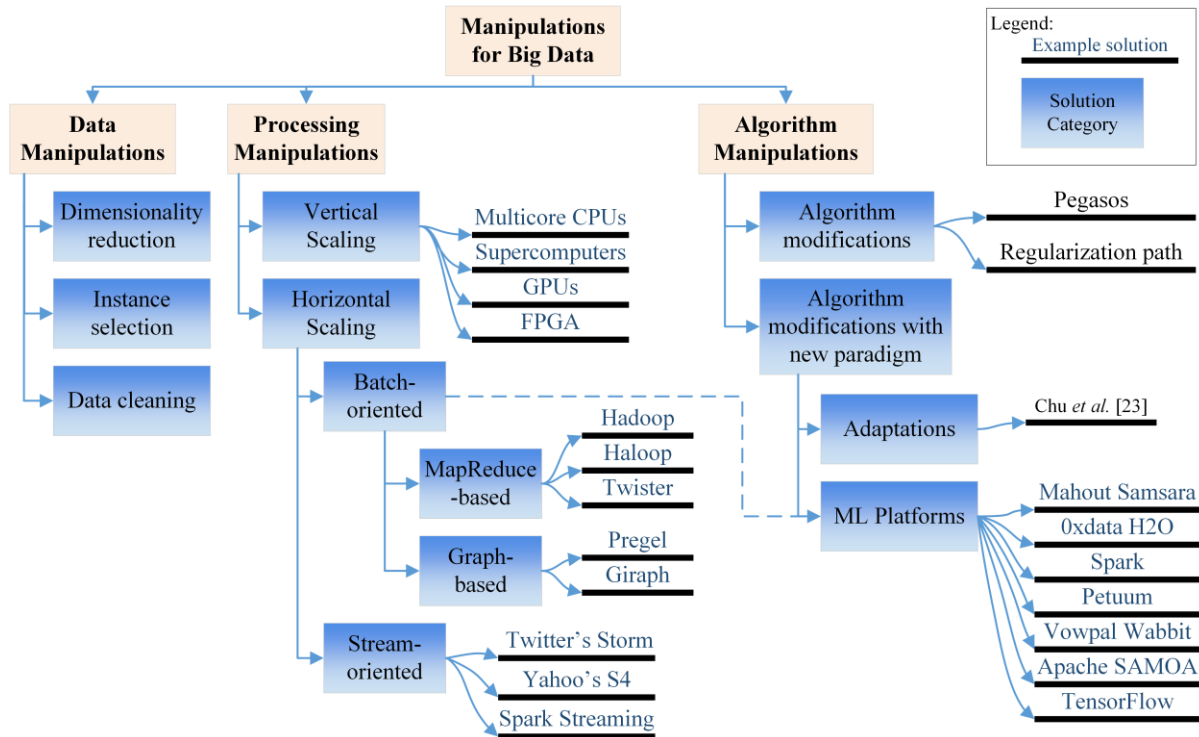 Manipulations
for Big Data
Legend:
Example solution
Solution
Category
Data
Manipulations
Processing
Manipulations
Algorithm
Manipulations
Dimensionality
reduction
Instance
selection
Data cleaning
Vertical
Scaling
Multicore CPUs
Supercomputers
GPUs
FPGA
Horizontal
Scaling
Batch-
oriented
MapReduce
-based
Hadoop
Haloop
Twister
Graph-
based
Pregel
Giraph
Stream-
oriented
Twitter's Storm
Yahoo's S4
Spark Streaming
Algorithm
modifications
Pegasos
Regularization path
Algorithm
modifications with
new paradigm
Adaptations
Chu et al. [23]
ML Platforms
Mahout Samsara
0xdata H2O
Spark
Petuum
Vowpal Wabbit
Apache SAMOA
TensorFlow